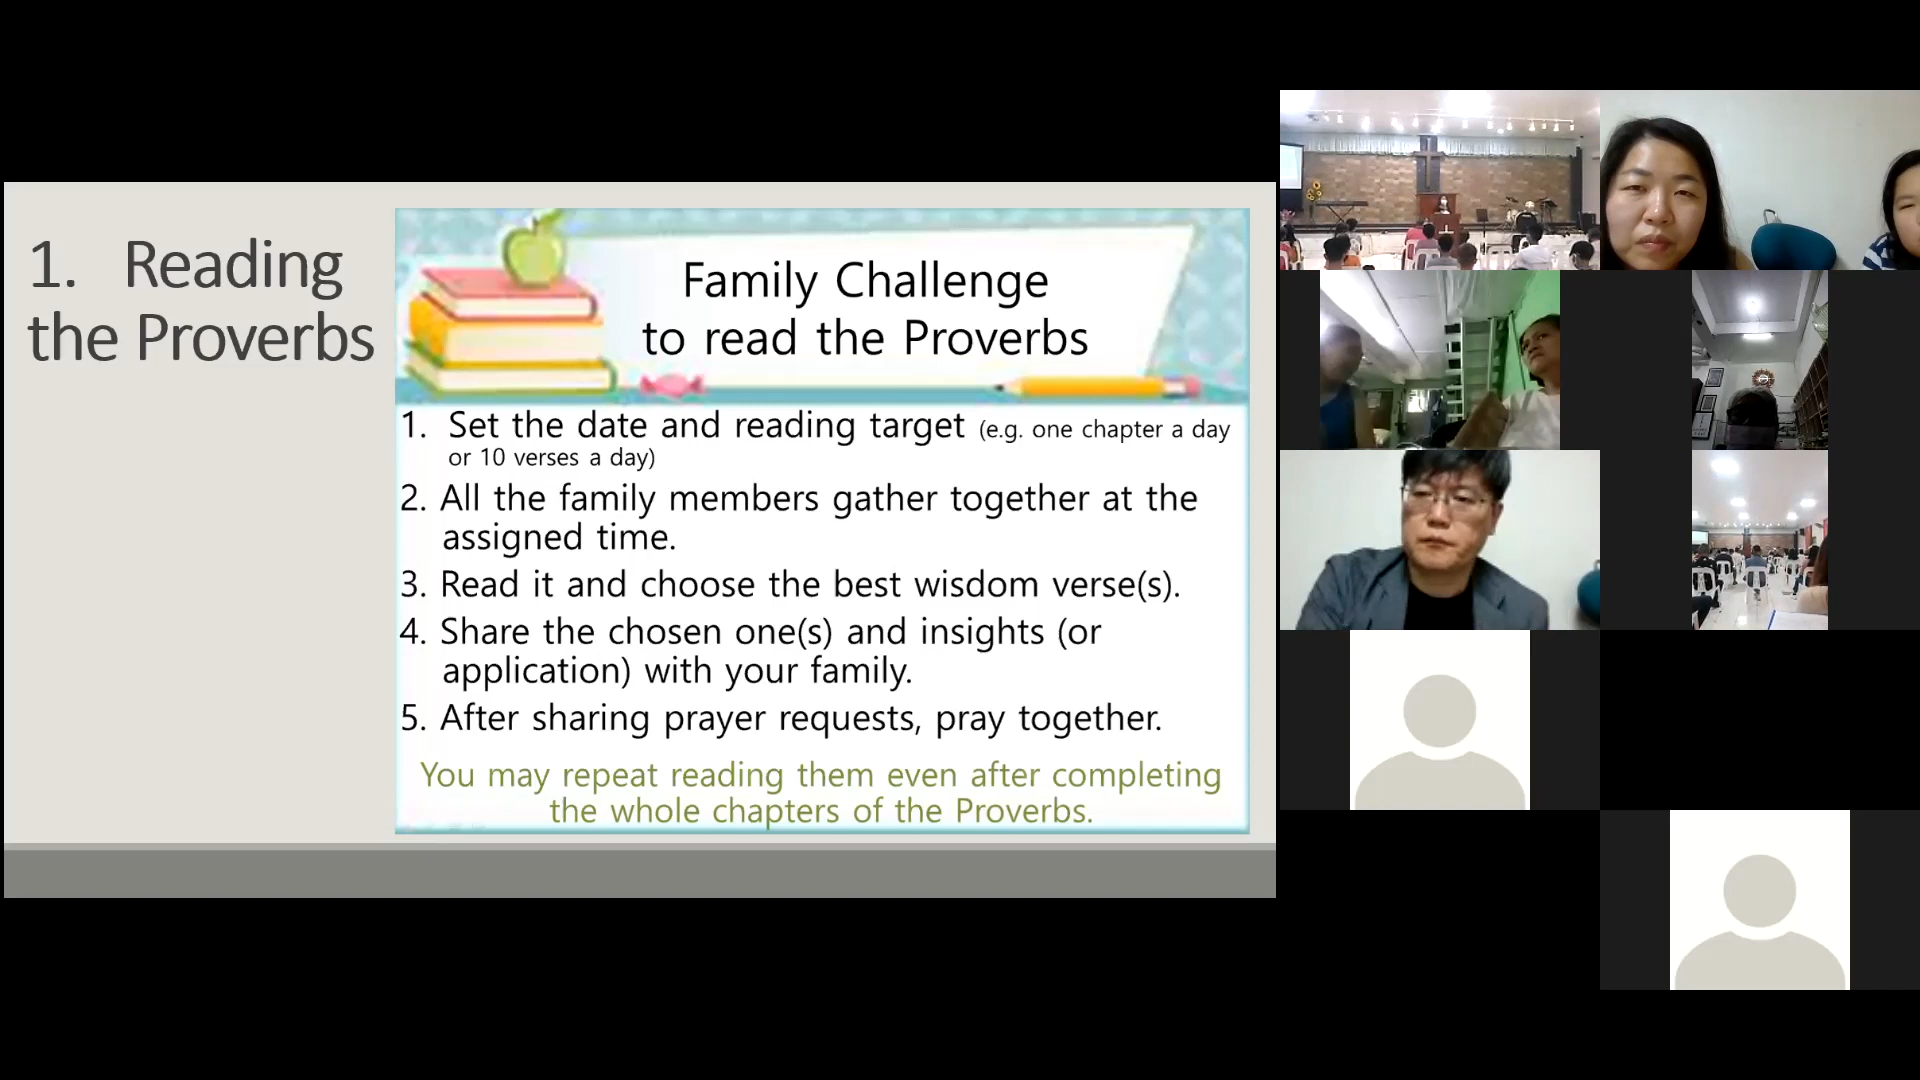 1. Reading
the Proverbs
Family Challenge
to read the Proverbs
1. Set the date and reading target (e.g. one chapter a day
or 10 verses a day)
2. All the family members gather together at the
assigned time.
3. Read it and choose the best wisdom verse(s).
4. Share the chosen one(s) and insights (or
application) with your family.
5. After sharing prayer requests, pray together.
You may repeat reading them even after completing
the whole chapters of the Proverbs.